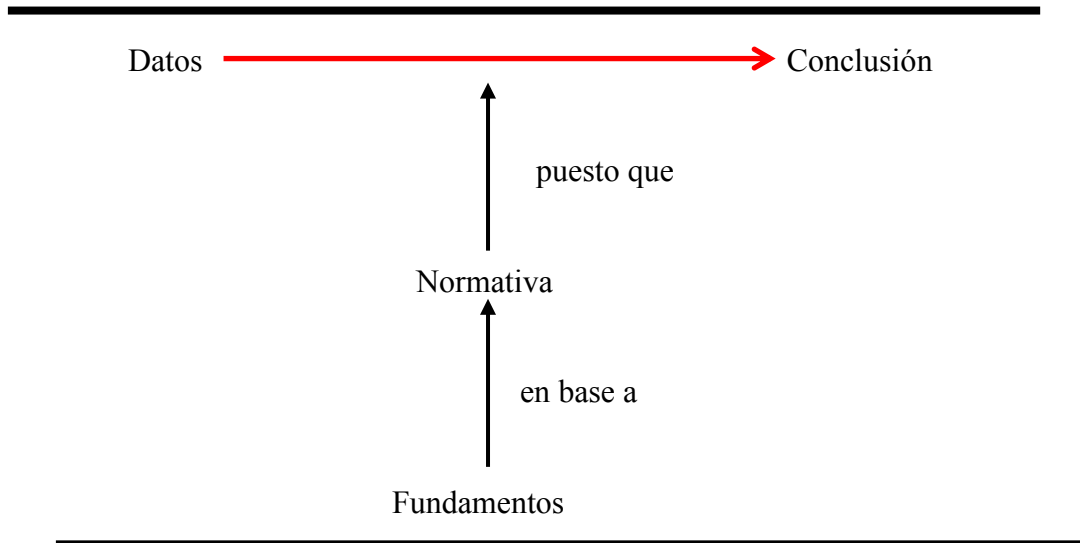 Datos
Conclusión
puesto que
Normativa
en base a
Fundamentos